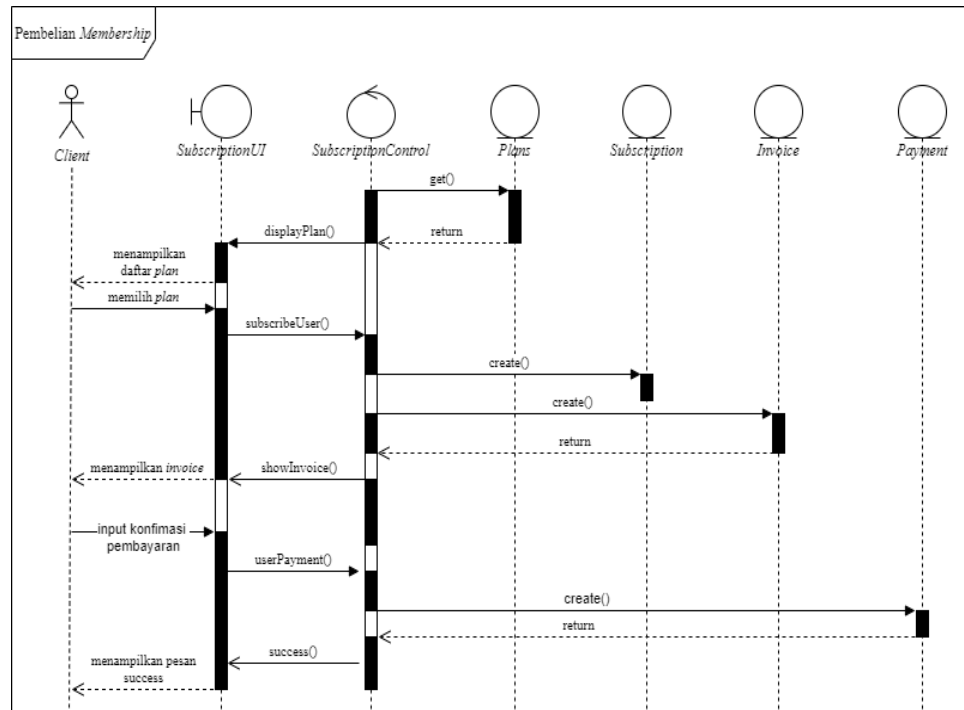 Pembelian Membership
Client
SubscriptionUI
SubscriptionControl
Plans
Subscription
Invoice
Payment
get()
displayPlan()
return
menampilkan
daftar plan
memilih plan
subscribeUser()
create()
create()
return
menampilkan invoice
showInvoice()
input konfimasi
pembayaran
userPayment()
create()
return
success()
menampilkan pesan
success